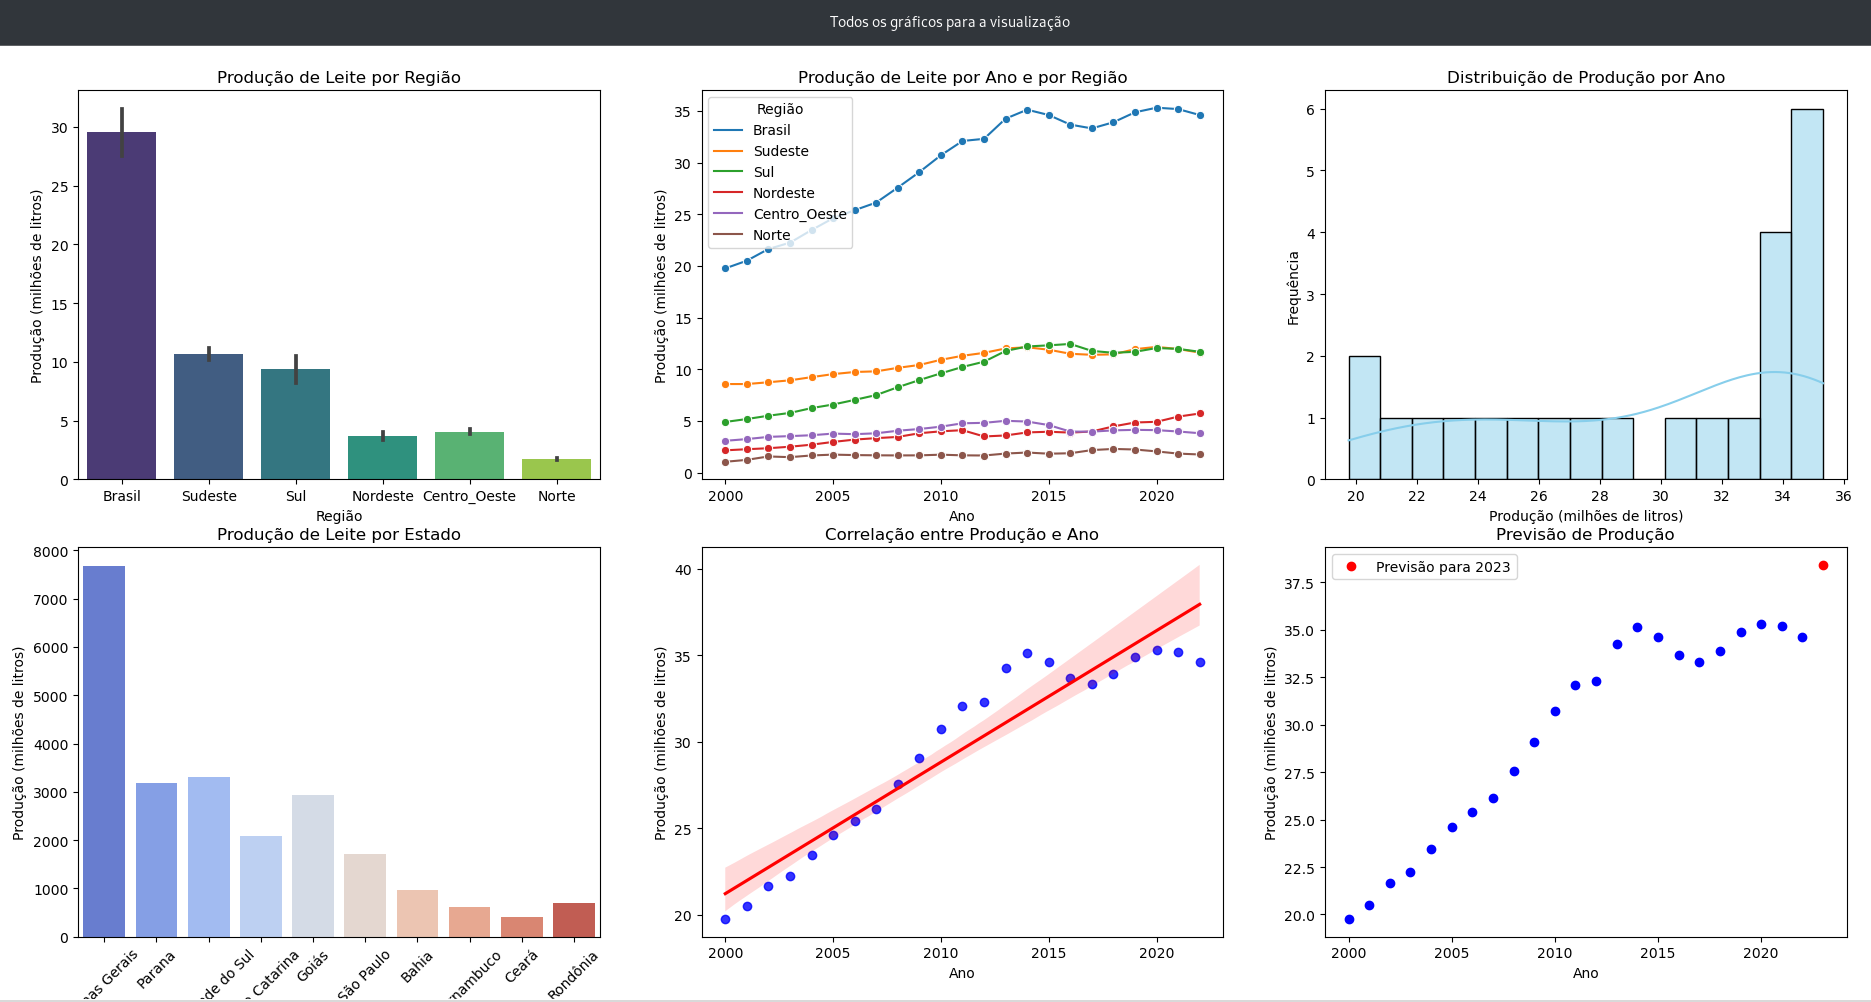 Todos os gráficos para a visualização
Produção de Leite por Região
Produção (milhões de litros)
30
25
20
15
10
5
0
Brasil Sudeste Sul Nordeste Centro_Oeste Norte
Região
Produção de Leite por Ano e por Região
Produção (milhões de litros)
35
30
25
20
15
10
5
0
Região
Brasil
Sudeste
Sul
Nordeste
Centro_Oeste
Norte
2000 2005 2010 2015 2020
Ano
Distribuição de Produção por Ano
Frequência
6
5
4
3
2
1
0
20 22 24 26 28 30 32 34 36
Produção (milhões de litros)
Produção de Leite por Estado
Produção (milhões de litros)
8000
7000
6000
5000
4000
3000
2000
1000
0
nas Gerais
Parana
nde do Sul
Catarina
Goiás
São Paulo
Bahia
rnambuco
Ceará
Rondônia
Correlação entre Produção e Ano
Produção (milhões de litros)
40
35
30
25
20
2000 2005 2010 2015 2020
Ano
Previsão de Produção
Previsão para 2023
Produção (milhões de litros)
37.5
35.0
32.5
30.0
27.5
25.0
22.5
20.0
2000 2005 2010 2015 2020
Ano